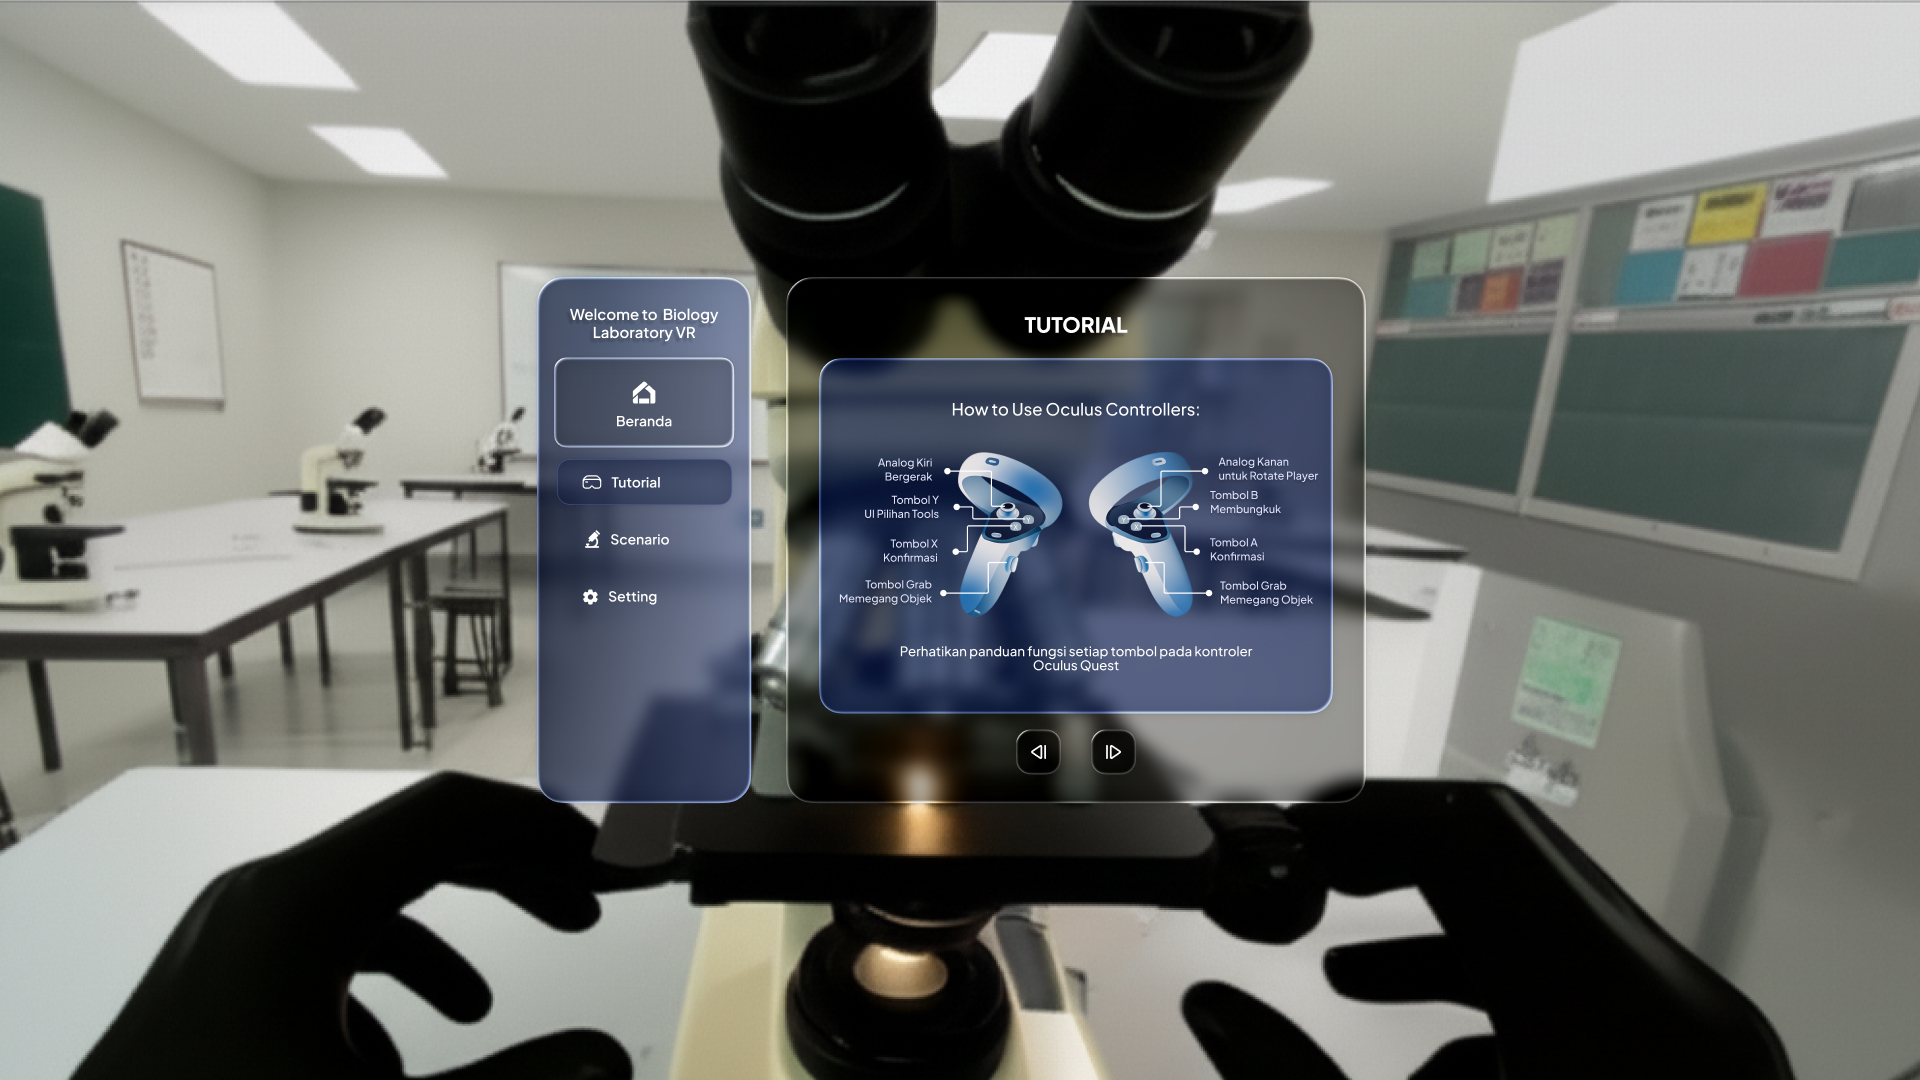 Welcome to Biology
Laboratory VR
Beranda
Tutorial
Scenario
Setting
TUTORIAL
How to Use Oculus Controllers:
Analog Kiri
Bergerak
Tombol Y
UI Pilihan Tools
Tombol X
Konfirmasi
Tombol Grab
Memegang Objek
Analog Kanan
untuk Rotate Player
Tombol B
Membungkuk
Tombol A
Konfirmasi
Tombol Grab
Memegang Objek
Y
X
Perhatikan panduan fungsi setiap tombol pada kontroler
Oculus Quest